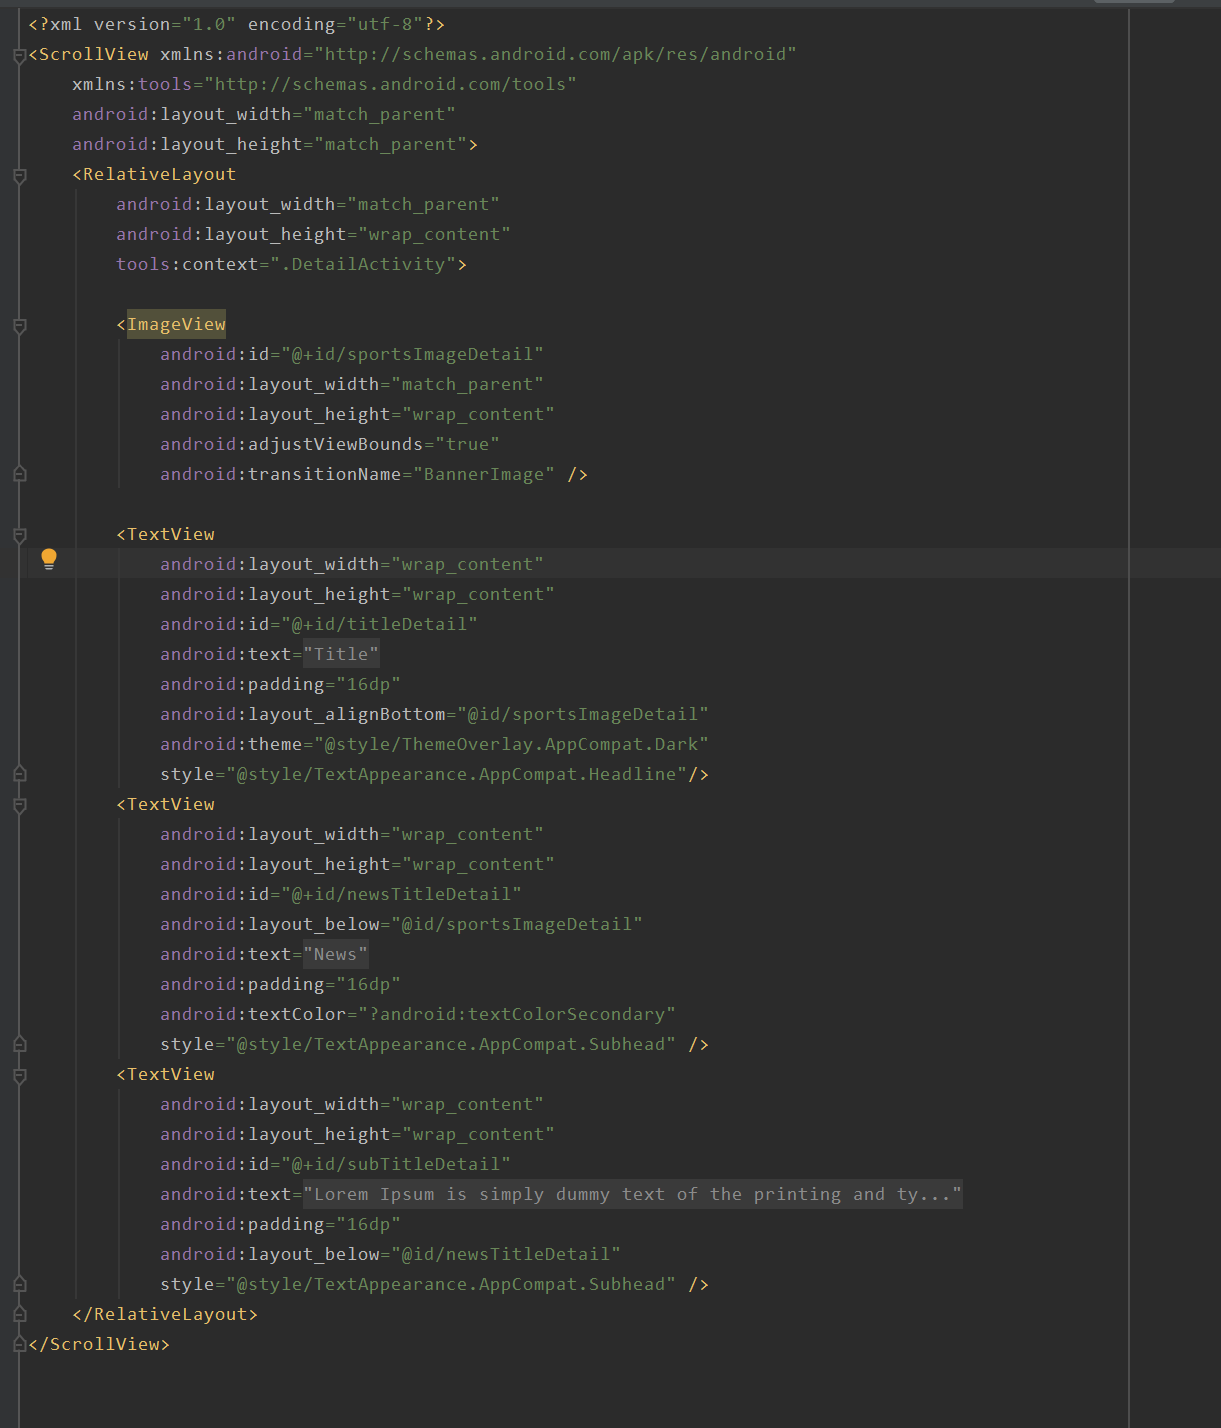 <?xml version="1.0" encoding="utf-8"?>
<ScrollView xmlns:android="http://schemas.android.com/apk/res/android"
    xmlns:tools="http://schemas.android.com/tools"
    android:layout_width="match_parent"
    android:layout_height="match_parent">
    <RelativeLayout
        android:layout_width="match_parent"
        android:layout_height="wrap_content"
        tools:context=".DetailActivity">

        <ImageView
            android:id="@+id/sportsImageDetail"
            android:layout_width="match_parent"
            android:layout_height="wrap_content"
            android:adjustViewBounds="true"
            android:transitionName="BannerImage" />

        <TextView
            android:layout_width="wrap_content"
            android:layout_height="wrap_content"
            android:id="@+id/titleDetail"
            android:text="Title"
            android:padding="16dp"
            android:layout_alignBottom="@id/sportsImageDetail"
            android:theme="@style/ThemeOverlay.AppCompat.Dark"
            style="@style/TextAppearance.AppCompat.Headline"/>
        <TextView
            android:layout_width="wrap_content"
            android:layout_height="wrap_content"
            android:id="@+id/newsTitleDetail"
            android:layout_below="@id/sportsImageDetail"
            android:text="News"
            android:padding="16dp"
            android:textColor="?android:textColorSecondary"
            style="@style/TextAppearance.AppCompat.Subhead" />
        <TextView
            android:layout_width="wrap_content"
            android:layout_height="wrap_content"
            android:id="@+id/subTitleDetail"
            android:text="Lorem Ipsum is simply dummy text of the printing and ty..."
            android:padding="16dp"
            android:layout_below="@id/newsTitleDetail"
            style="@style/TextAppearance.AppCompat.Subhead" />
    </RelativeLayout>
</ScrollView>